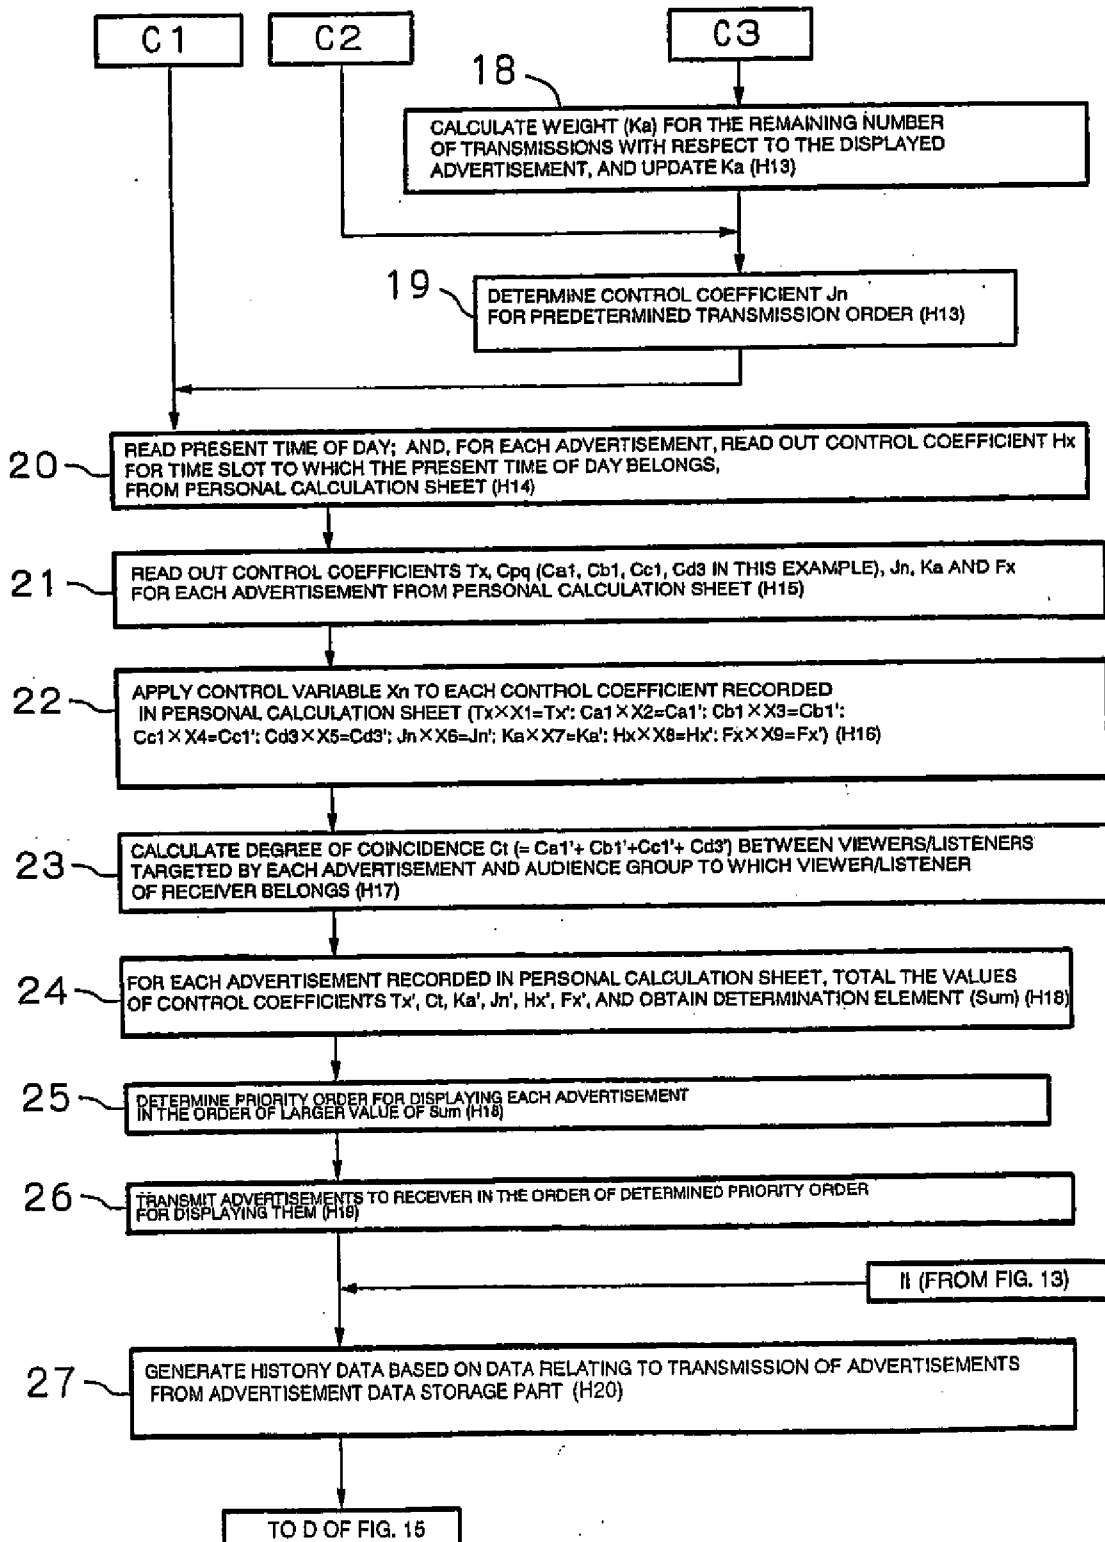 C1
C2
C3
18
CALCULATE WEIGHT (Ka) FOR THE REMAINING NUMBER
OF TRANSMISSIONS WITH RESPECT TO THE DISPLAYED
ADVERTISEMENT, AND UPDATE Ka (H13)
19
DETERMINE CONTROL COEFFICIENT Jn
FOR PREDETERMINED TRANSMISSION ORDER (H13)
20
READ PRESENT TIME OF DAY; AND, FOR EACH ADVERTISEMENT, READ OUT CONTROL COEFFICIENT Hx
FOR TIME SLOT TO WHICH THE PRESENT TIME OF DAY BELONGS,
FROM PERSONAL CALCULATION SHEET (H14)
21
READ OUT CONTROL COEFFICIENTS Tx, Cpq (Ca1, Cb1, Cc1, Cd3 IN THIS EXAMPLE), Jn, Ka AND Fx
FOR EACH ADVERTISEMENT FROM PERSONAL CALCULATION SHEET (H15)
22
APPLY CONTROL VARIABLE Xn TO EACH CONTROL COEFFICIENT RECORDED
IN PERSONAL CALCULATION SHEET (Tx×X1=Tx': Ca1×X2=Ca1': Cb1×X3=Cb1':
Cc1×X4=Cc1': Cd3×X5=Cd3': Jn×X6=Jn': Ka×X7=Ka': Hx×X8=Hx': Fx×X9=Fx') (H16)
23
CALCULATE DEGREE OF COINCIDENCE Ct (= Ca1'+ Cb1'+Cc1'+ Cd3') BETWEEN VIEWERS/LISTENERS
TARGETED BY EACH ADVERTISEMENT AND AUDIENCE GROUP TO WHICH VIEWER/LISTENER
OF RECEIVER BELONGS (H17)
24
FOR EACH ADVERTISEMENT RECORDED IN PERSONAL CALCULATION SHEET, TOTAL THE VALUES
OF CONTROL COEFFICIENTS Tx', Ct, Ka', Jn', Hx', Fx', AND OBTAIN DETERMINATION ELEMENT (Sum) (H18)
25
DETERMINE PRIORITY ORDER FOR DISPLAYING EACH ADVERTISEMENT
IN THE ORDER OF LARGER VALUE OF Sum (H18)
26
TRANSMIT ADVERTISEMENTS TO RECEIVER IN THE ORDER OF DETERMINED PRIORITY ORDER
FOR DISPLAYING THEM (H19)
II (FROM FIG. 13)
27
GENERATE HISTORY DATA BASED ON DATA RELATING TO TRANSMISSION OF ADVERTISEMENTS
FROM ADVERTISEMENT DATA STORAGE PART (H20)
TO D OF FIG. 15